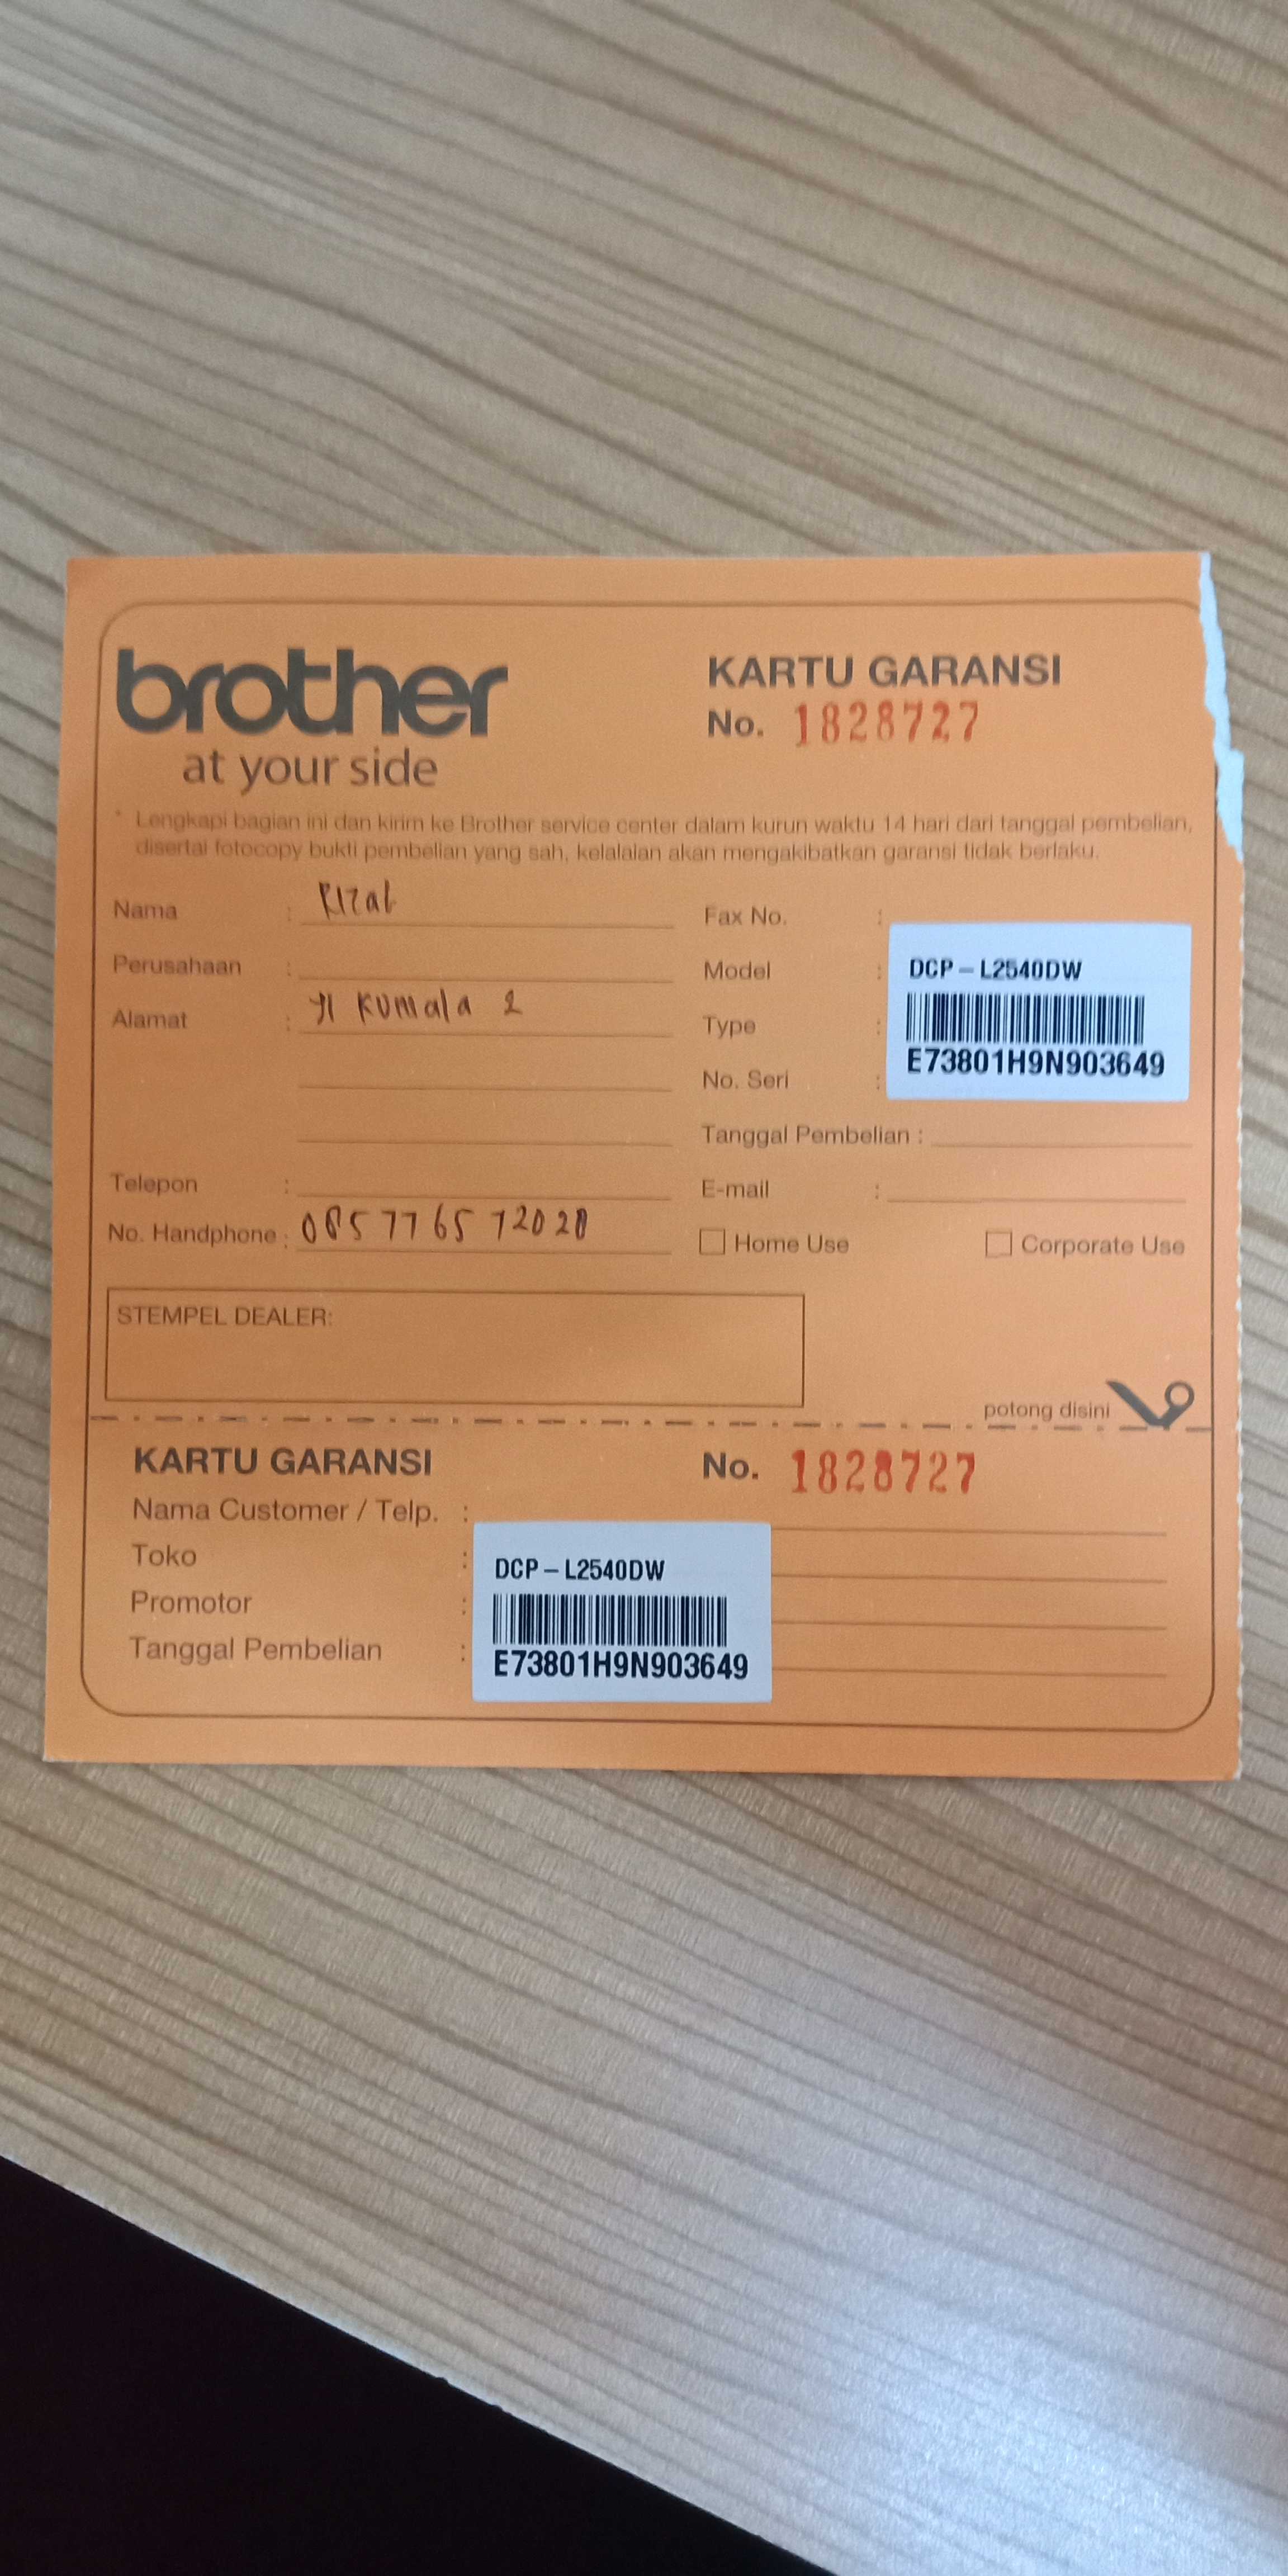 brother
at your side
KARTU GARANSI
No. 1828727
* Lengkapi bagian ini dan kirim ke Brother service center dalam kurun waktu 14 hari dari tanggal pembelian,
disertai fotocopy bukti pembelian yang sah, kelalaian akan mengakibatkan garansi tidak berlaku.
Nama : Rizal
Perusahaan :
Alamat : Jl Kumala 2
Telepon :
No. Handphone :
Fax No. :
Model : DCP-L2540DW
Type :
No. Seri : E73801H9N903649
Tanggal Pembelian :
E-mail :
Home Use
Corporate Use
STEMPEL DEALER:
potong disini
KARTU GARANSI
No. 1828727
Nama Customer / Telp. :
Toko :
Promotor :
Tanggal Pembelian :
DCP-L2540DW
E73801H9N903649